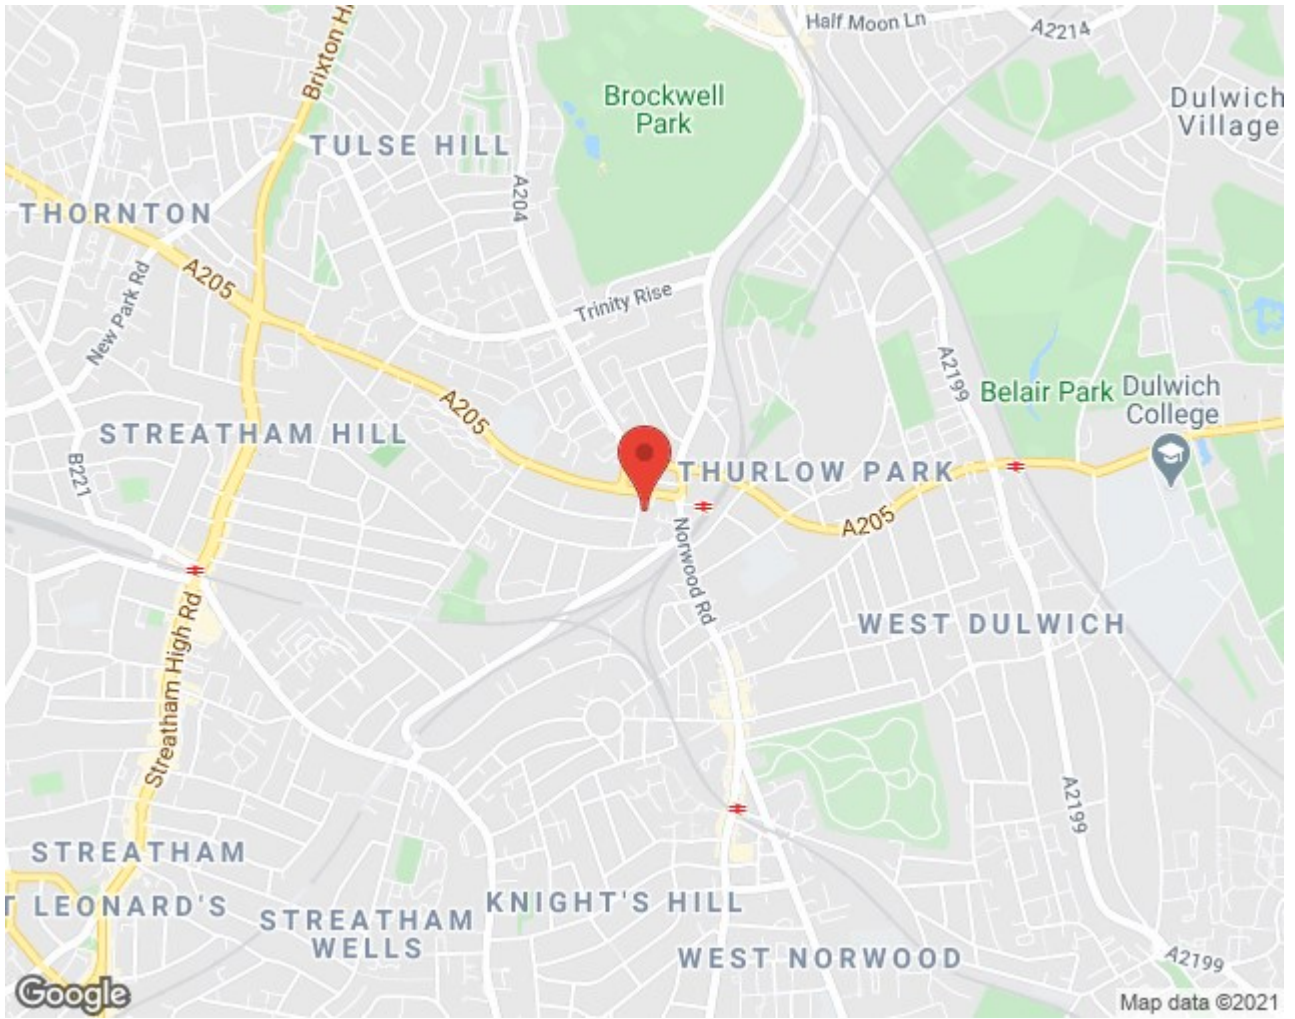 Half Moon Ln
A2214
Brixton H
Brockwell
Park
Dulwich
Village
TULSE HILL
A204
THORNTON
A205
New Park Rd
Trinity Rise
A2199
A205
Belair Park
Dulwich
College
STREATHAM HILL
B221
THURLOW PARK
A205
Norwood Rd
WEST DULWICH
Streatham High Rd
A2199
STREATHAM
T LEONARD'S
STREATHAM
WELLS
KNIGHT'S HILL
WEST NORWOOD
A2199
Google
Map data ©2021